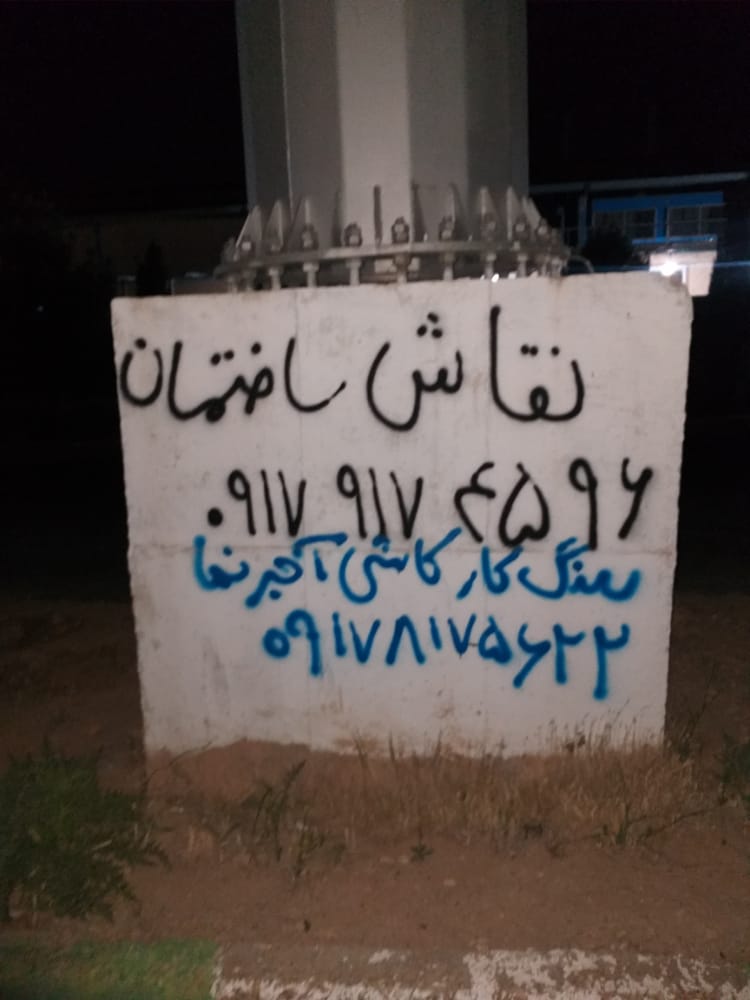 نقاش ساختمان
۰۹۱۷ ۹۱۷ ۴۵۹۶
سنگ کار کاشی آجرنما
۰۹۱۷۸۱۷۵۶۲۲